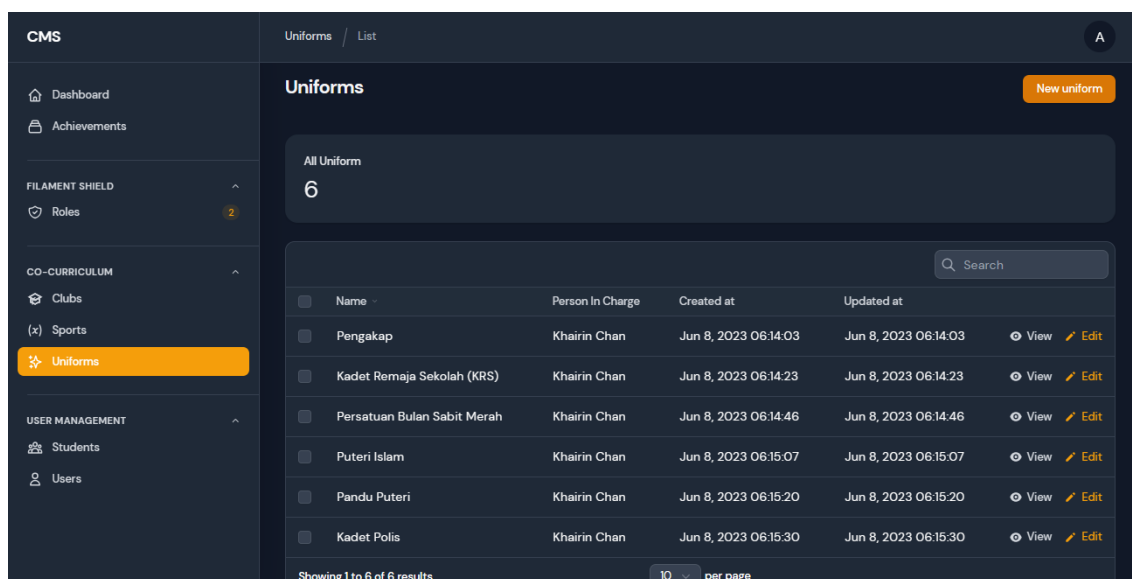 CMS
Uniforms / List
A
Dashboard
Achievements
FILAMENT SHIELD
Roles 2
CO-CURRICULUM
Clubs
(x) Sports
Uniforms
USER MANAGEMENT
Students
Users
Uniforms
New uniform
All Uniform
6
Search
Name Person In Charge Created at Updated at
Pengakap Khairin Chan Jun 8, 2023 06:14:03 Jun 8, 2023 06:14:03 View Edit
Kadet Remaja Sekolah (KRS) Khairin Chan Jun 8, 2023 06:14:23 Jun 8, 2023 06:14:23 View Edit
Persatuan Bulan Sabit Merah Khairin Chan Jun 8, 2023 06:14:46 Jun 8, 2023 06:14:46 View Edit
Puteri Islam Khairin Chan Jun 8, 2023 06:15:07 Jun 8, 2023 06:15:07 View Edit
Pandu Puteri Khairin Chan Jun 8, 2023 06:15:20 Jun 8, 2023 06:15:20 View Edit
Kadet Polis Khairin Chan Jun 8, 2023 06:15:30 Jun 8, 2023 06:15:30 View Edit
Showing 1 to 6 of 6 results 10 per page